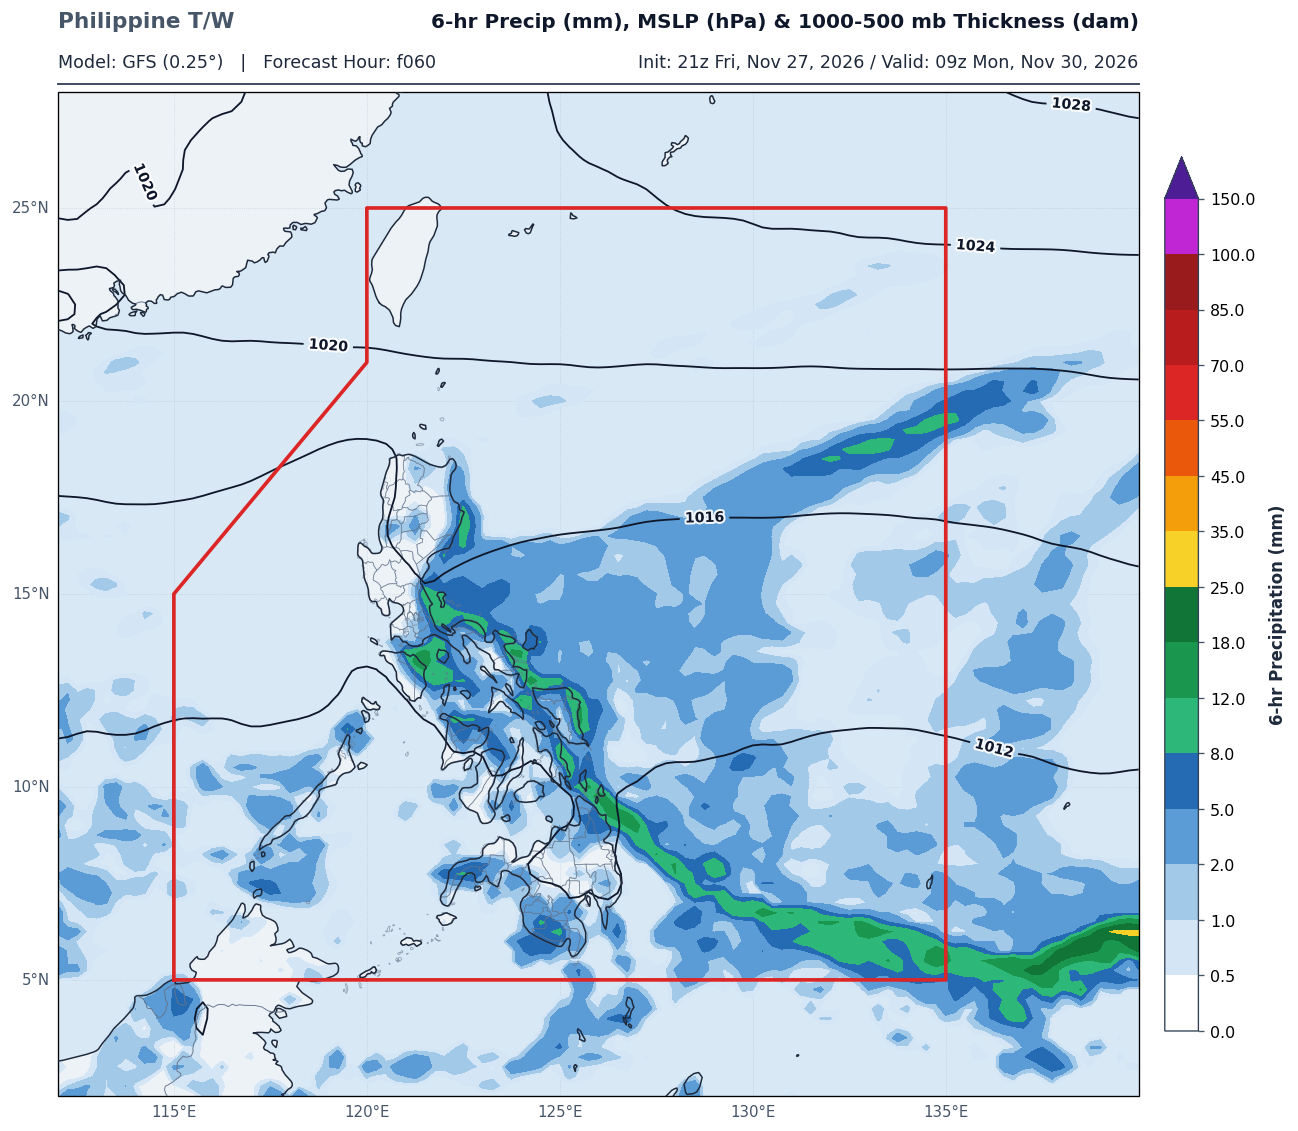 Philippine T/W
6-hr Precip (mm), MSLP (hPa) & 1000-500 mb Thickness (dam)
Model: GFS (0.25°) | Forecast Hour: f060
Init: 21z Fri, Nov 27, 2026 / Valid: 09z Mon, Nov 30, 2026
1028
1020
1024
1020
1016
1012
25°N
20°N
15°N
10°N
5°N
115°E
120°E
125°E
130°E
135°E
150.0
100.0
85.0
70.0
55.0
45.0
35.0
25.0
18.0
12.0
8.0
5.0
2.0
1.0
0.5
0.0
6-hr Precipitation (mm)